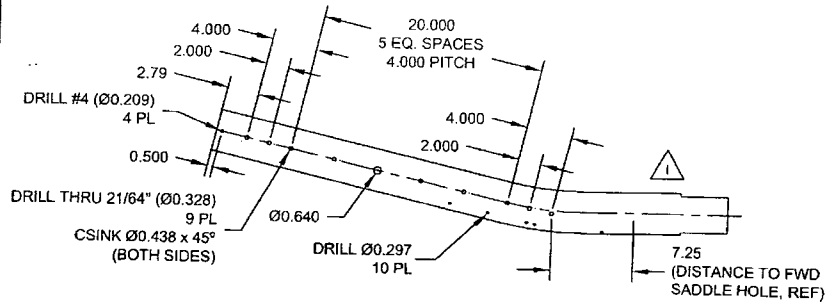 20.000
5 EQ. SPACES
4.000 PITCH
4.000
2.000
2.79
DRILL #4 (Ø0.209)
4 PL
0.500
4.000
2.000
1
DRILL THRU 21/64" (Ø0.328)
9 PL
CSINK Ø0.438 x 45°
(BOTH SIDES)
Ø0.640
DRILL Ø0.297
10 PL
7.25
(DISTANCE TO FWD
SADDLE HOLE, REF)